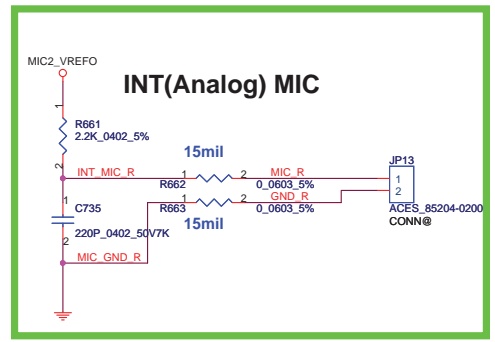 MIC2_VREFO
INT(Analog) MIC
1
R661
2.2K_0402_5%
2
15mil
JP13
INT_MIC_R
1
2
MIC_R
1
R662
0_0603_5%
1
2
GND_R
2
R663
0_0603_5%
1
C735
15mil
ACES_85204-0200
CONN@
220P_0402_50V7K
2
MIC_GND_R